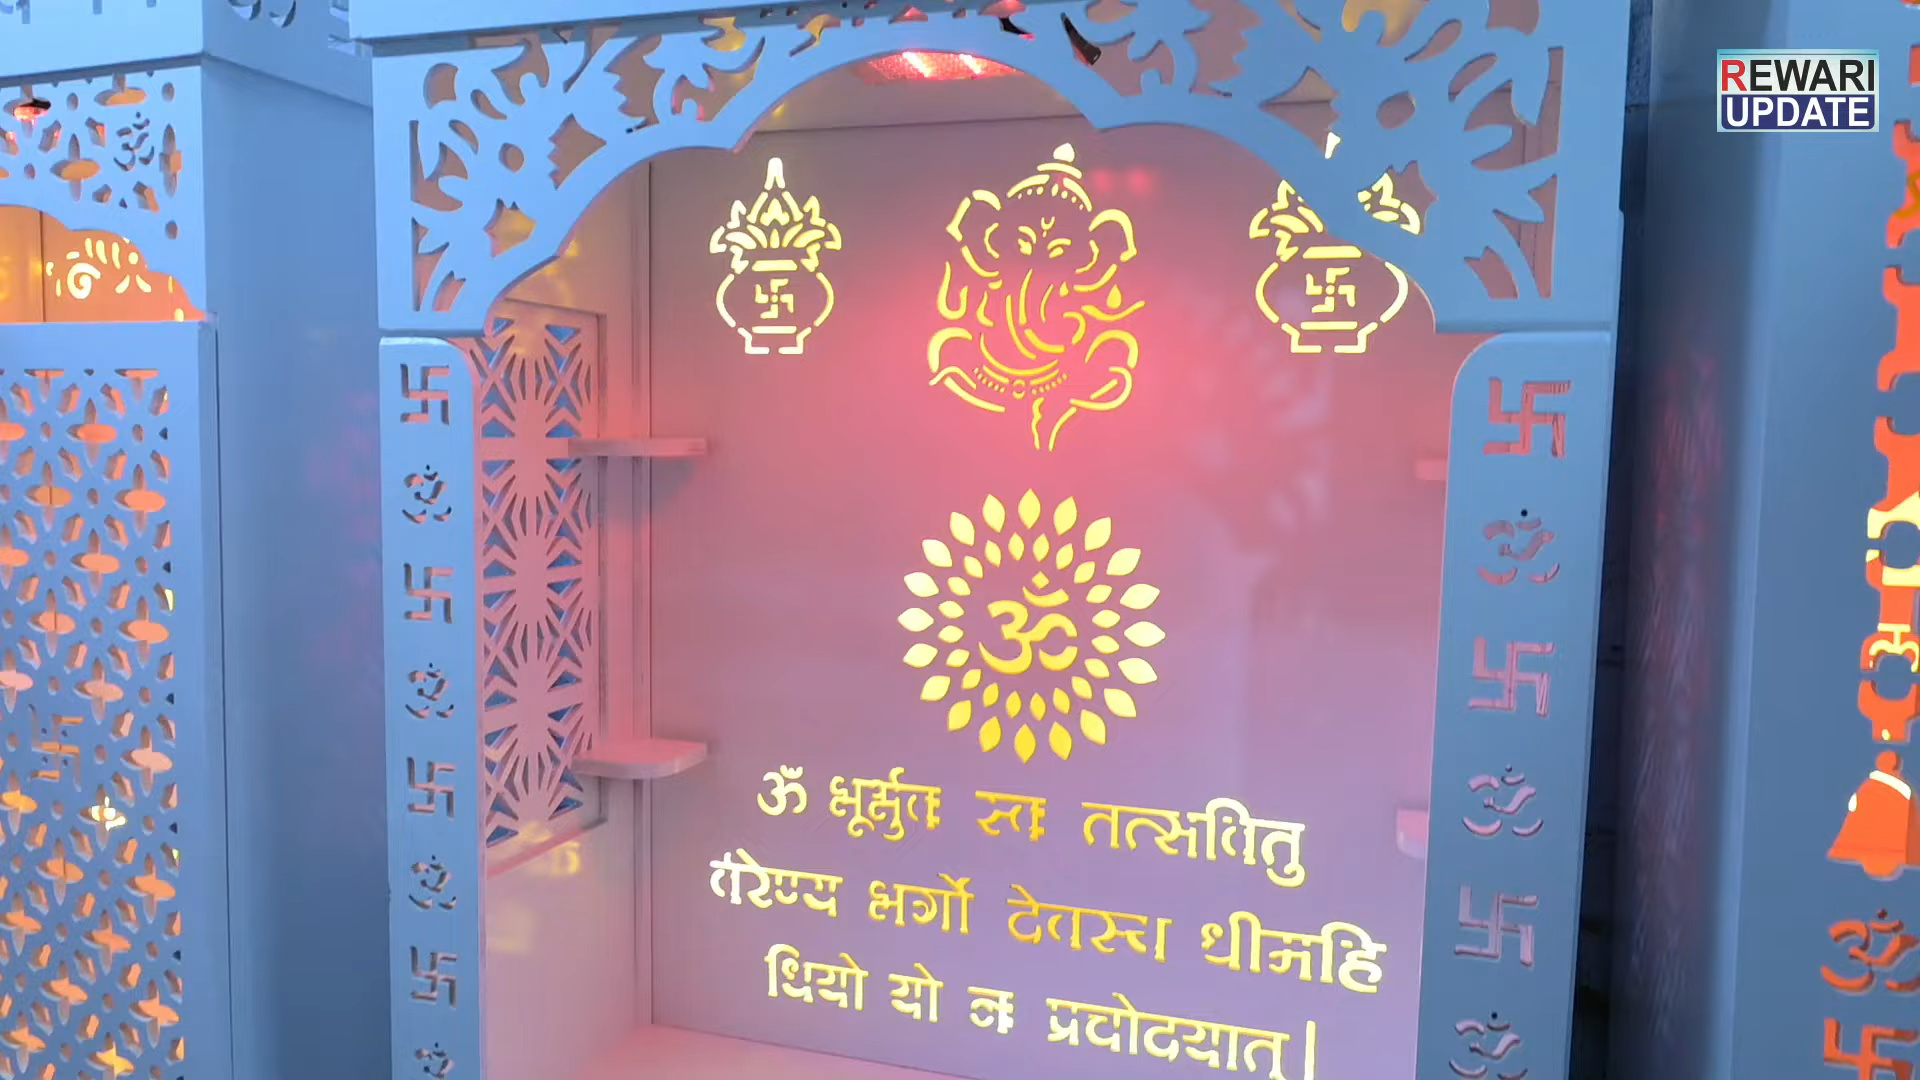 REWARI
UPDATE
ॐ
ॐ भूर्भुव स्व तत्सवितु
वरेण्य भर्गो देवस्य धीमहि
धियो यो न प्रचोदयात्।